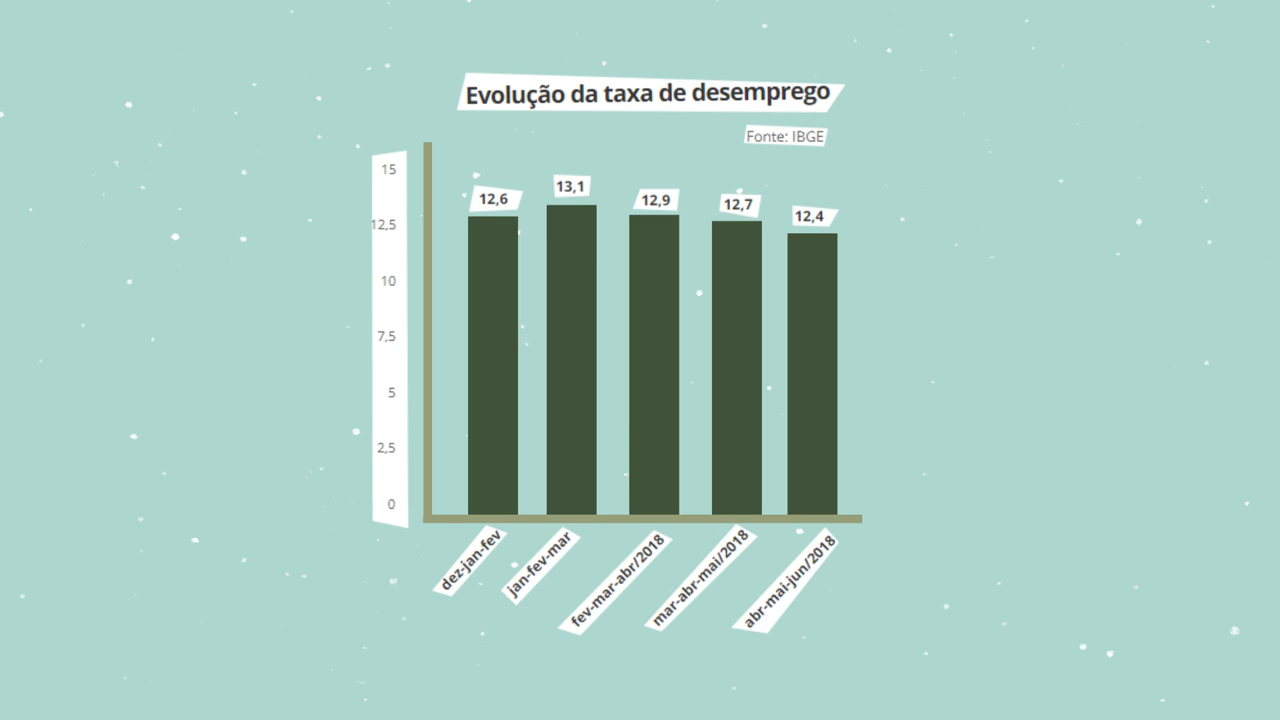 Evolução da taxa de desemprego
Fonte: IBGE
15
12,5
10
7,5
5
2,5
0
12,6
13,1
12,9
12,7
12,4
dez-jan-fev
jan-fev-mar
fev-mar-abr/2018
mar-abr-mai/2018
abr-mai-jun/2018